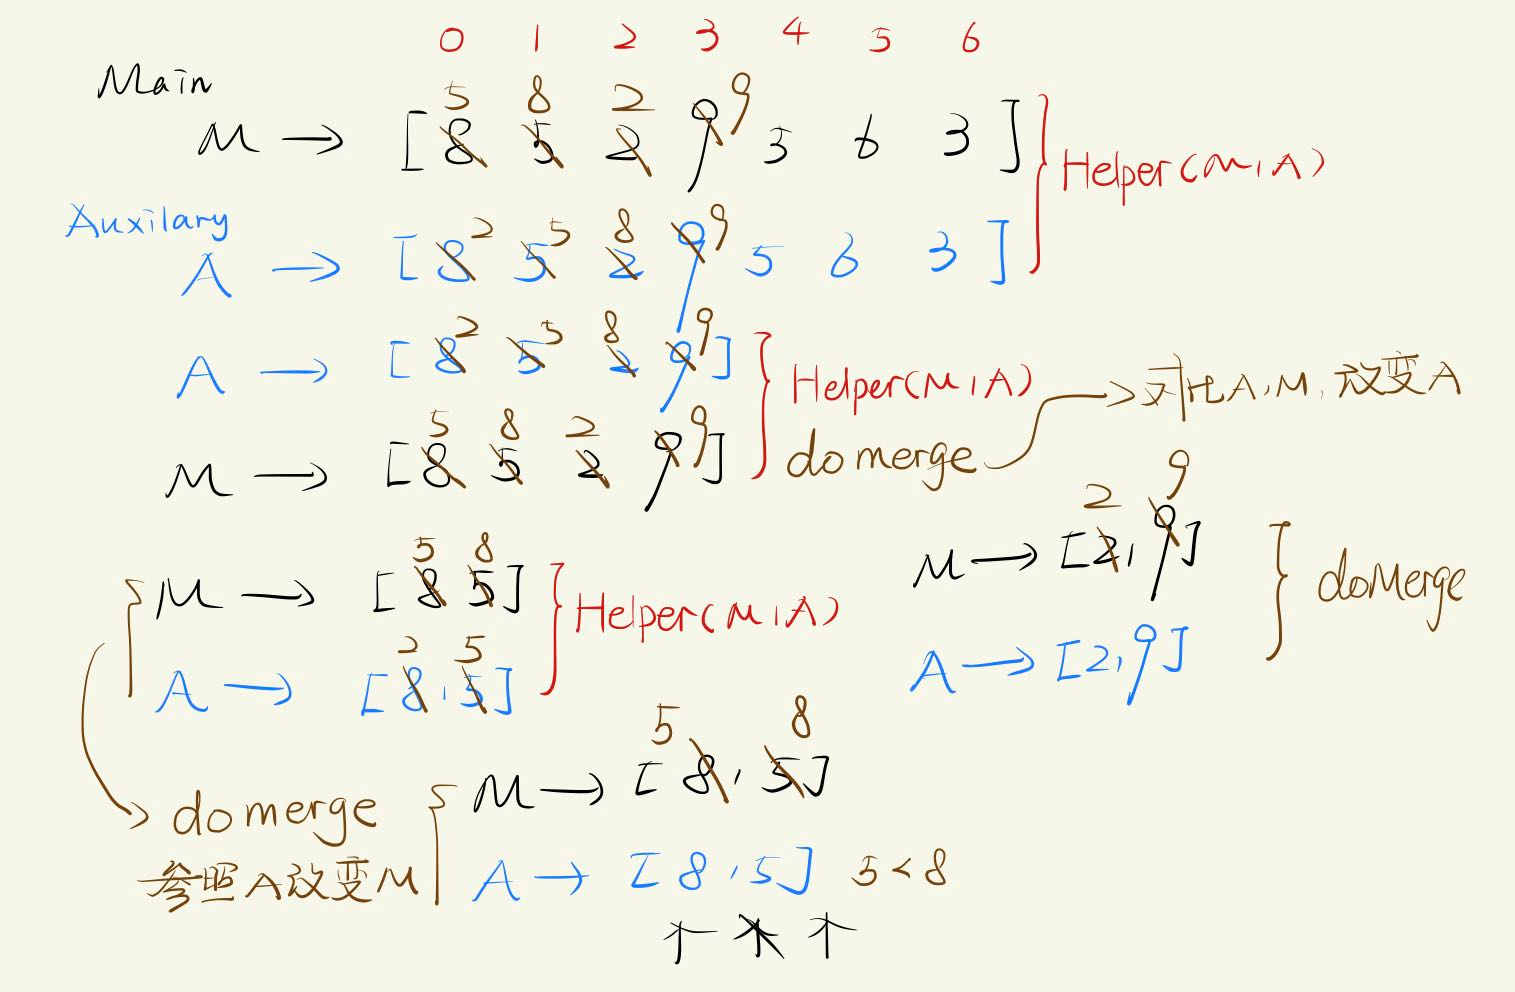 0 1 2 3 4 5 6
Main
5 8 2 9
M → [8 5 2 9 5 6 3] Helper(M, A)
Auxilary
2 5 8 9
A → [8 5 2 9 5 6 3]
2 5 8 9
A → [8 5 2 9]
Helper(M, A) → 对比A, M, 改变A
domerge
5 8 2 9
M → [8 5 2 9]
5 8
M → [8 5]
Helper(M, A)
2 5
A → [8, 5]
2 9
M → [2, 9]
doMerge
A → [2, 9]
domerge
参照A改变M
5 8
M → [8, 5]
A → [8, 5] 5 < 8
↑ ↑ ↑